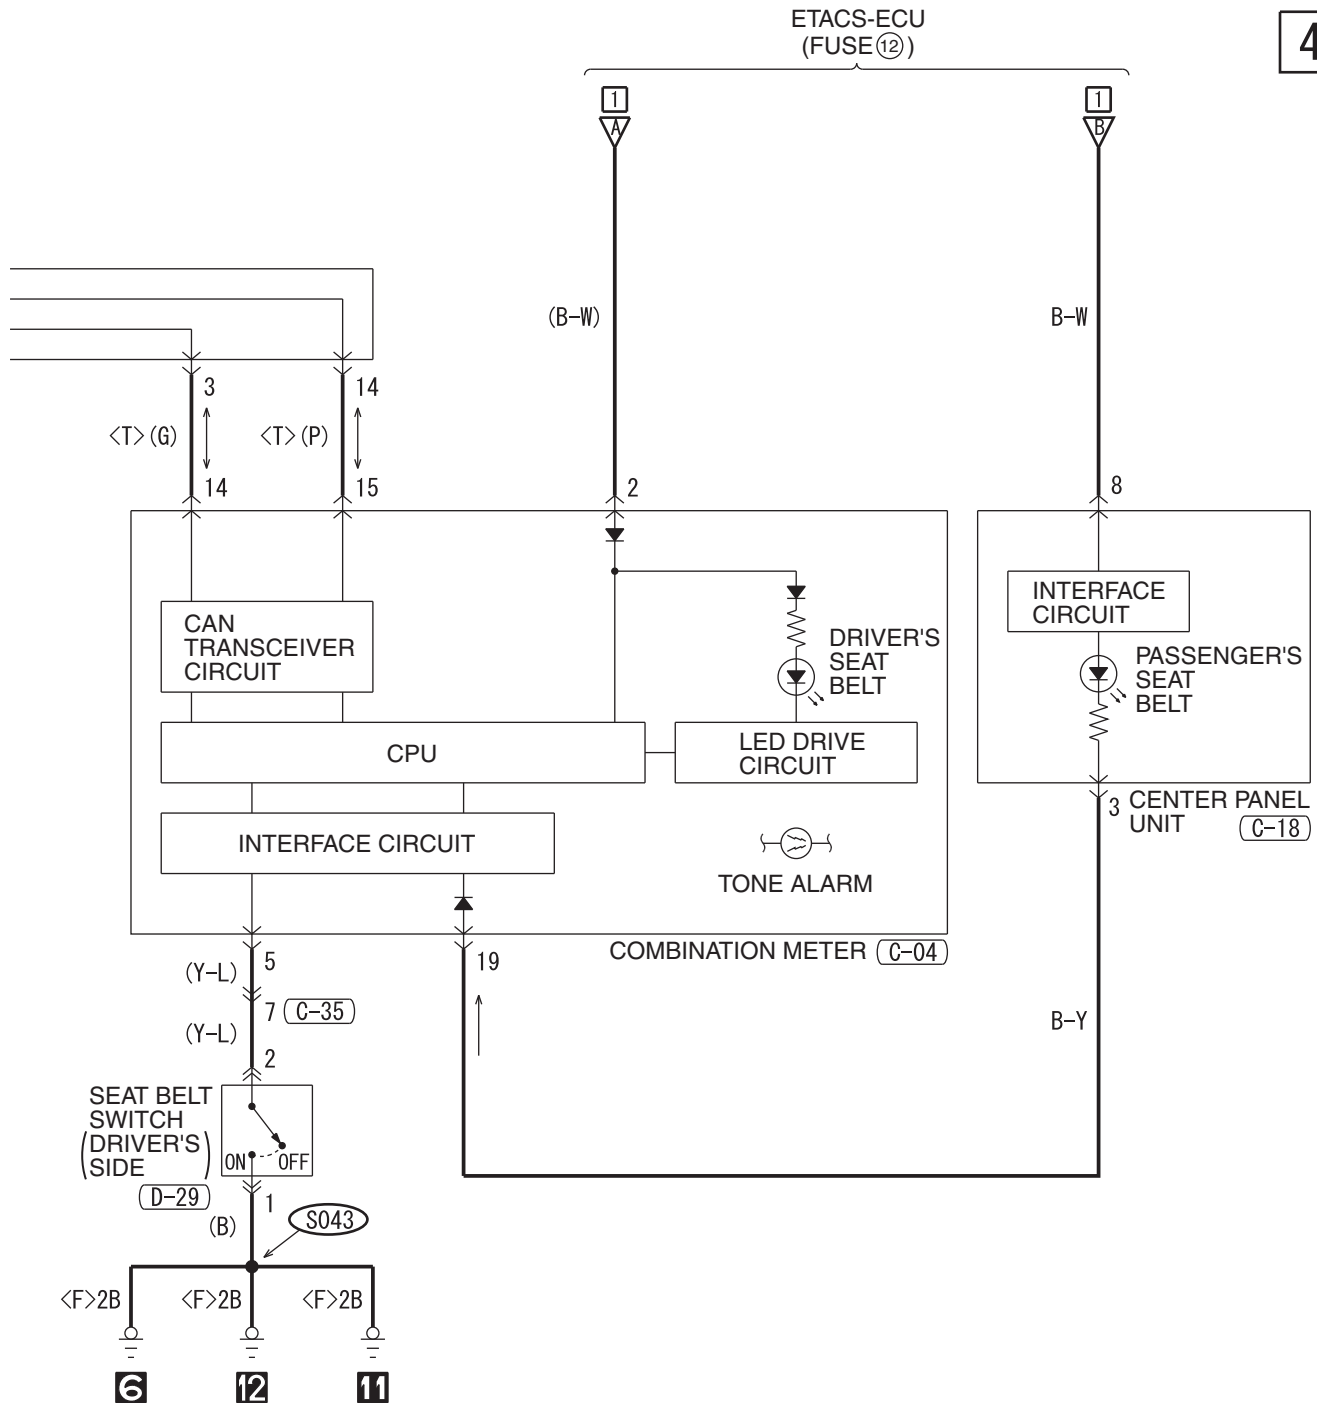 ETACS-ECU
(FUSE⑫)
4
1
1
A
B
(B-W)
B-W
3
14
<T>(G)
<T>(P)
14
15
2
8
CAN
TRANSCEIVER
CIRCUIT
DRIVER'S
SEAT
BELT
INTERFACE
CIRCUIT
PASSENGER'S
SEAT
BELT
CPU
LED DRIVE
CIRCUIT
INTERFACE CIRCUIT
TONE ALARM
3
CENTER PANEL
UNIT
C-18
COMBINATION METER
C-04
(Y-L)
5
19
7
C-35
(Y-L)
2
B-Y
SEAT BELT
SWITCH
(DRIVER'S
SIDE)
ON
OFF
D-29
1
(B)
S043
<F>2B
<F>2B
<F>2B
6
12
11